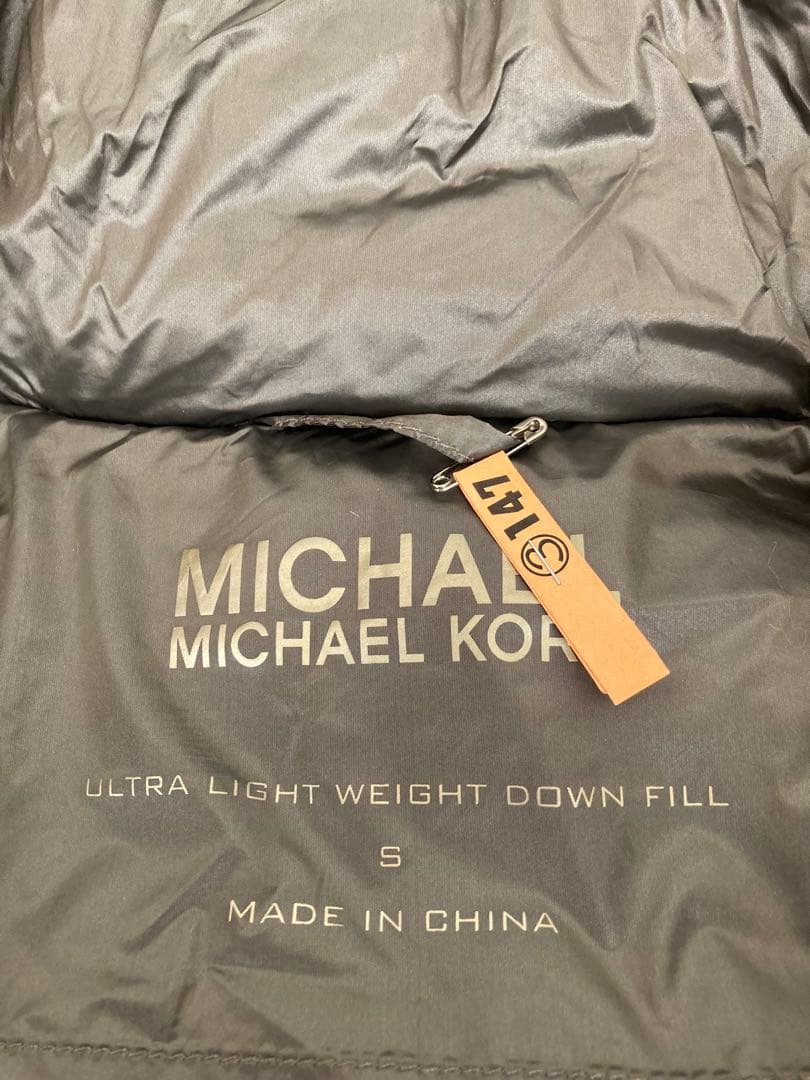 ©147
MICHAEL
MICHAEL KOR
ULTRA LIGHT WEIGHT DOWN FILL
S
MADE IN CHINA